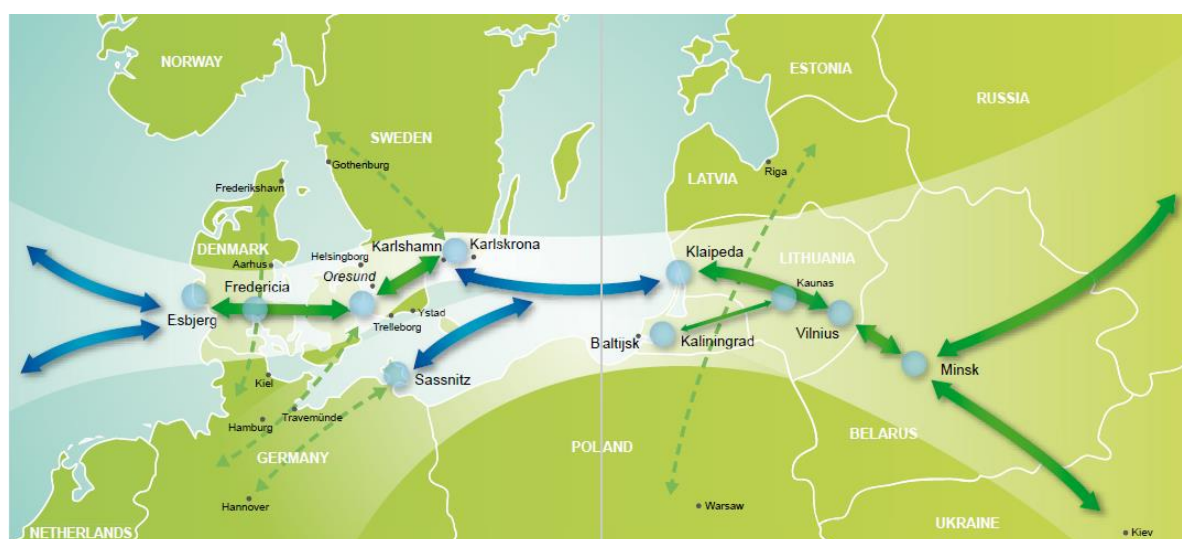 NORWAY
ESTONIA
RUSSIA
SWEDEN
Gothenburg
Riga
LATVIA
Frederikshavn
DENMARK
Karlshamn
Karlskrona
Helsingborg
Aarhus
Oresund
Klaipeda
LITHUANIA
Kaunas
Fredericia
Esbjerg
Ystad
Trelleborg
Vilnius
Baltijsk
Kaliningrad
Minsk
Kiel
Sassnitz
Travemünde
Hamburg
BELARUS
POLAND
GERMANY
Hannover
Warsaw
UKRAINE
NETHERLANDS
Kiev